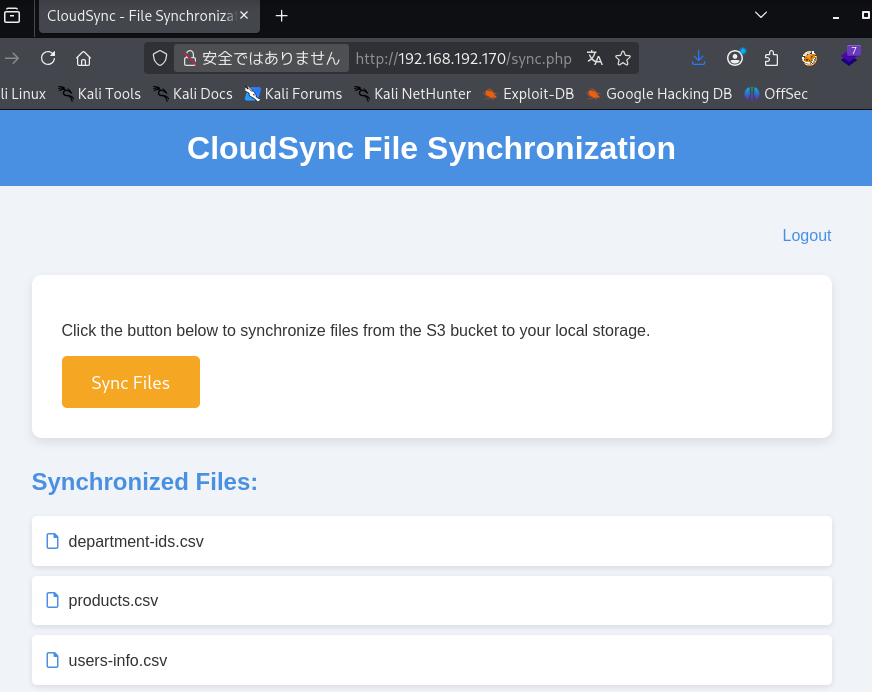 CloudSync - File Synchroniza
7
安全ではありません http://192.168.192.170/sync.php
li Linux Kali Tools Kali Docs Kali Forums Kali NetHunter Exploit-DB Google Hacking DB OffSec
CloudSync File Synchronization
Logout
Click the button below to synchronize files from the S3 bucket to your local storage.
Sync Files
Synchronized Files:
department-ids.csv
products.csv
users-info.csv